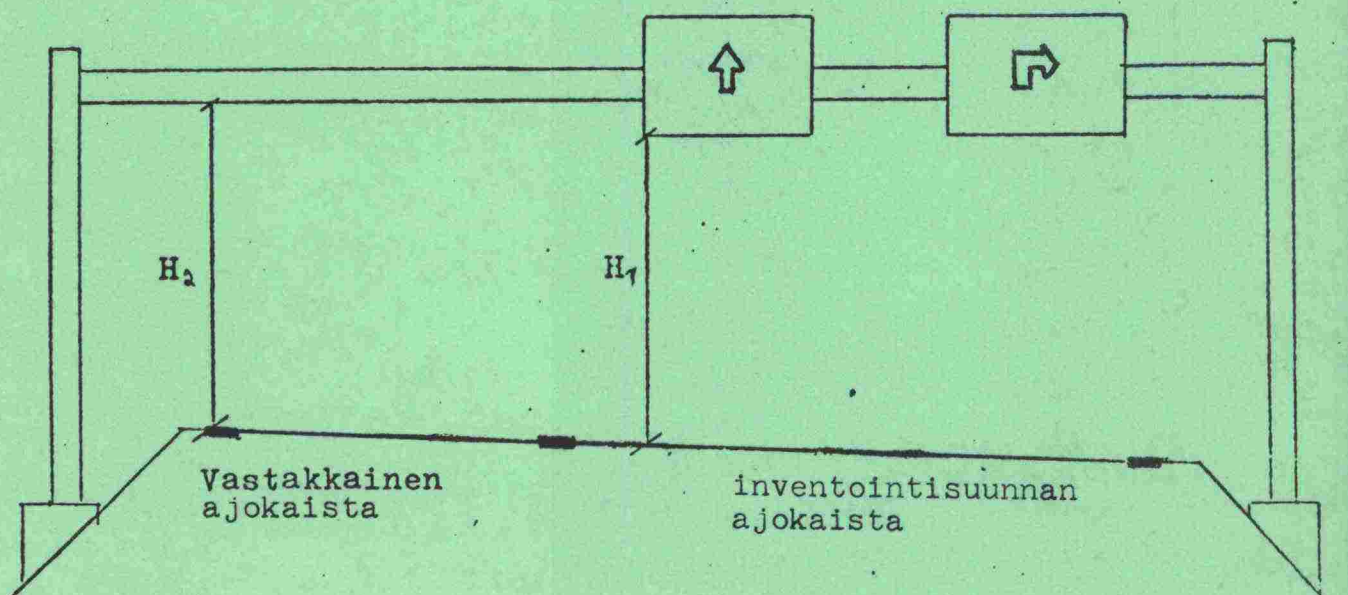 H₂
H₁
Vastakkainen
ajokaista
inventointisuunnan
ajokaista